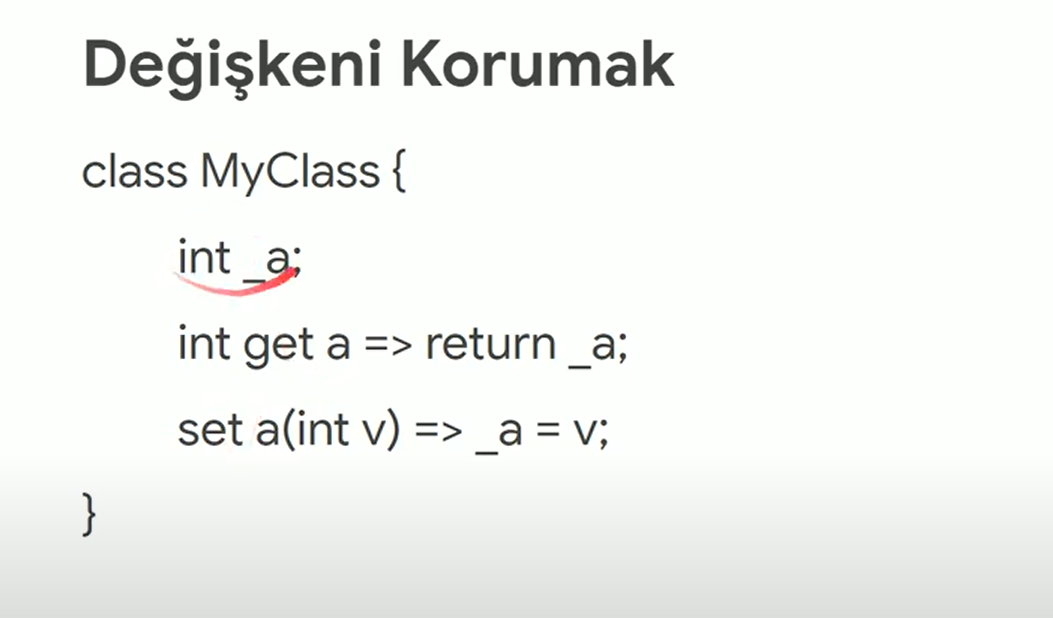 Değişkeni Korumak
class MyClass {
int _a;
int get a => return _a;
set a(int v) => _a = v;
}